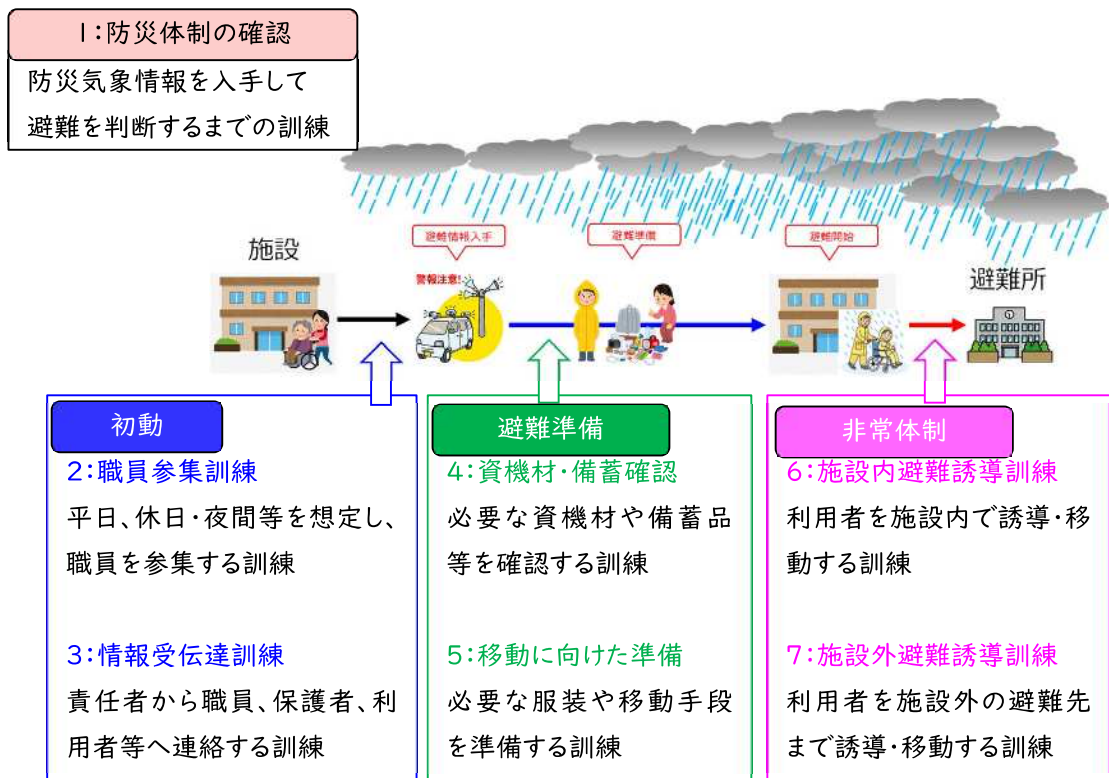 1:防災体制の確認
防災気象情報を入手して
避難を判断するまでの訓練
施設
避難情報入手
避難準備
避難開始
避難所
警報注意!
初動
2:職員参集訓練
平日、休日・夜間等を想定し、
職員を参集する訓練
3:情報受伝達訓練
責任者から職員、保護者、利
用者等へ連絡する訓練
避難準備
4:資機材・備蓄確認
必要な資機材や備蓄品
等を確認する訓練
5:移動に向けた準備
必要な服装や移動手段
を準備する訓練
非常体制
6:施設内避難誘導訓練
利用者を施設内で誘導・移
動する訓練
7:施設外避難誘導訓練
利用者を施設外の避難先
まで誘導・移動する訓練